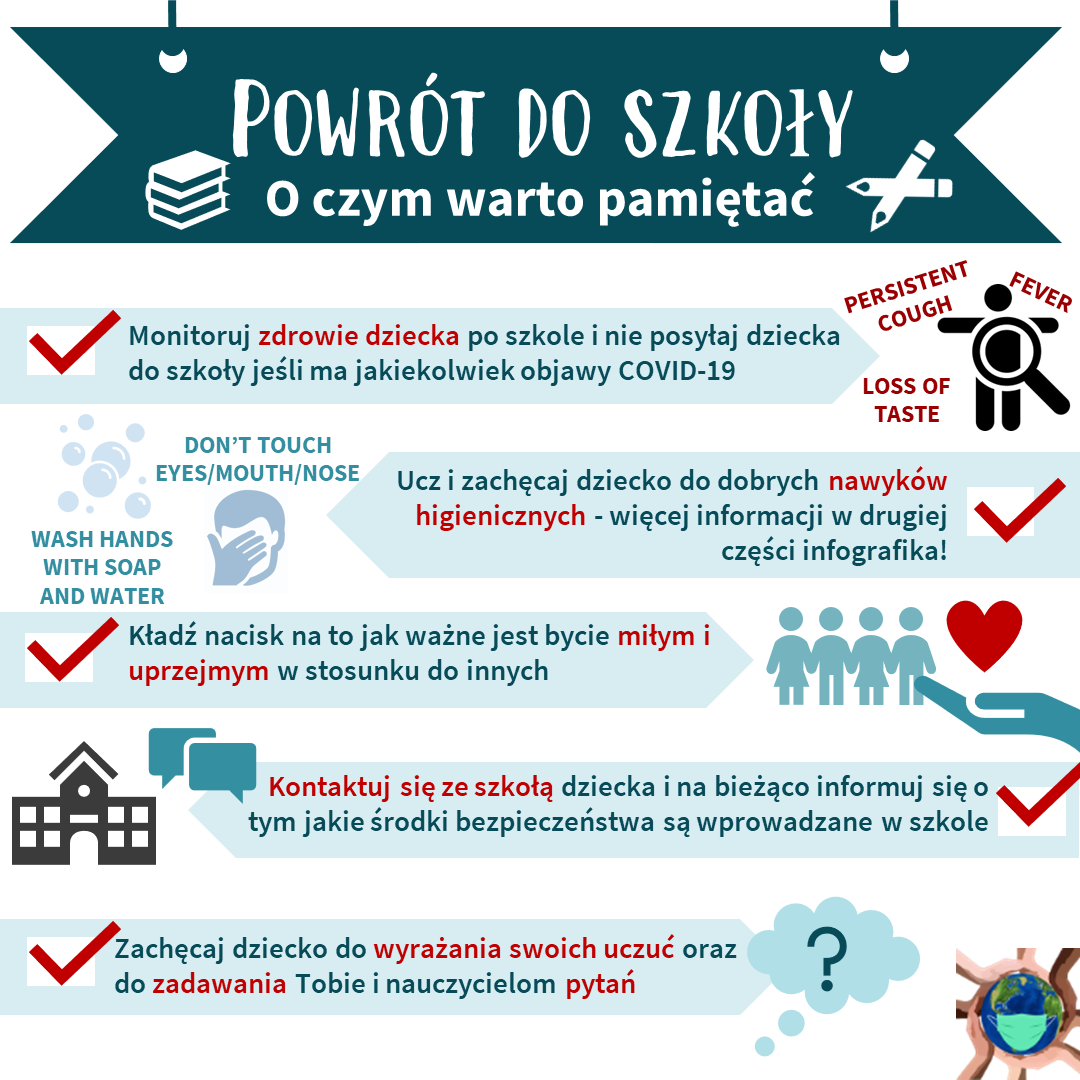 POWRÓT DO SZKOŁY
O czym warto pamiętać
PERSISTENT
COUGH
FEVER
LOSS OF
TASTE
Monitoruj zdrowie dziecka po szkole i nie posyłaj dziecka
do szkoły jeśli ma jakiekolwiek objawy COVID-19
DON'T TOUCH
EYES/MOUTH/NOSE
WASH HANDS
WITH SOAP
AND WATER
Ucz i zachęcaj dziecko do dobrych nawyków
higienicznych - więcej informacji w drugiej
części infografika!
Kładź nacisk na to jak ważne jest bycie miłym i
uprzejmym w stosunku do innych
Kontaktuj się ze szkołą dziecka i na bieżąco informuj się o
tym jakie środki bezpieczeństwa są wprowadzane w szkole
Zachęcaj dziecko do wyrażania swoich uczuć oraz
do zadawania Tobie i nauczycielom pytań
?